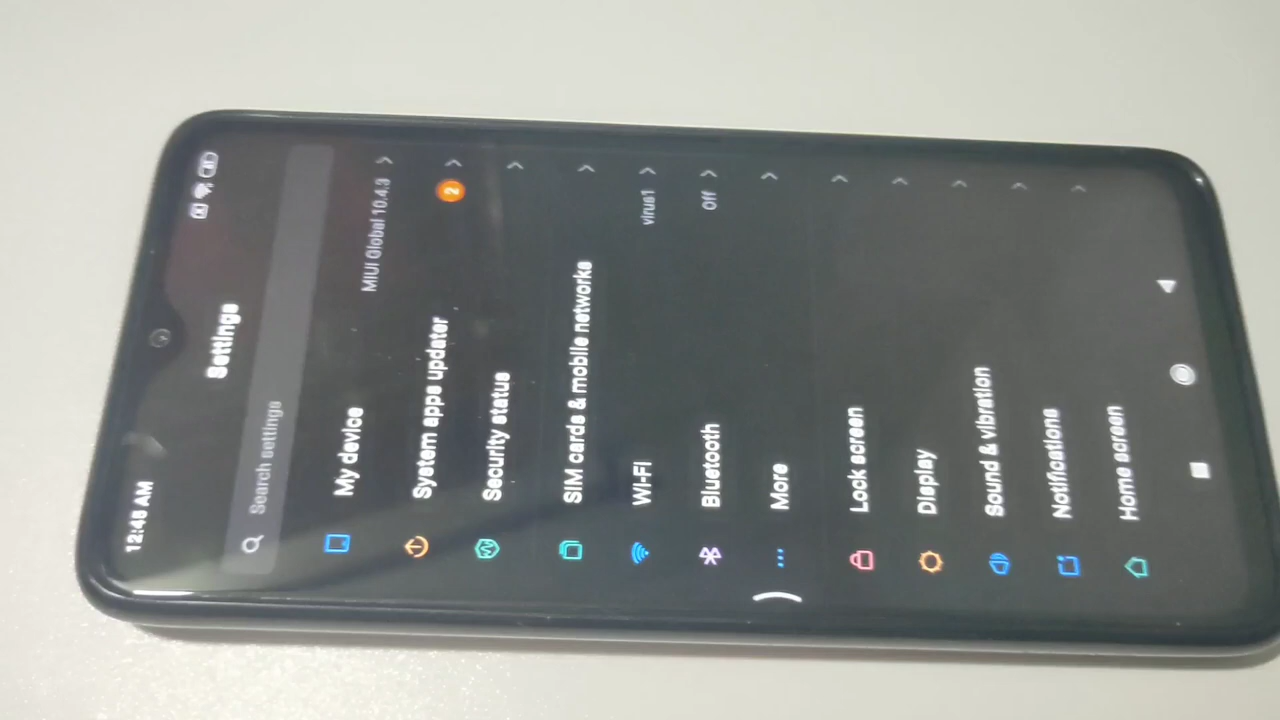 12:45 AM
Settings
Search settings
My device MIUI Global 10.4.3
System apps updater 2
Security status
SIM cards & mobile networks
Wi-Fi virus1
Bluetooth Off
More
Lock screen
Display
Sound & vibration
Notifications
Home screen